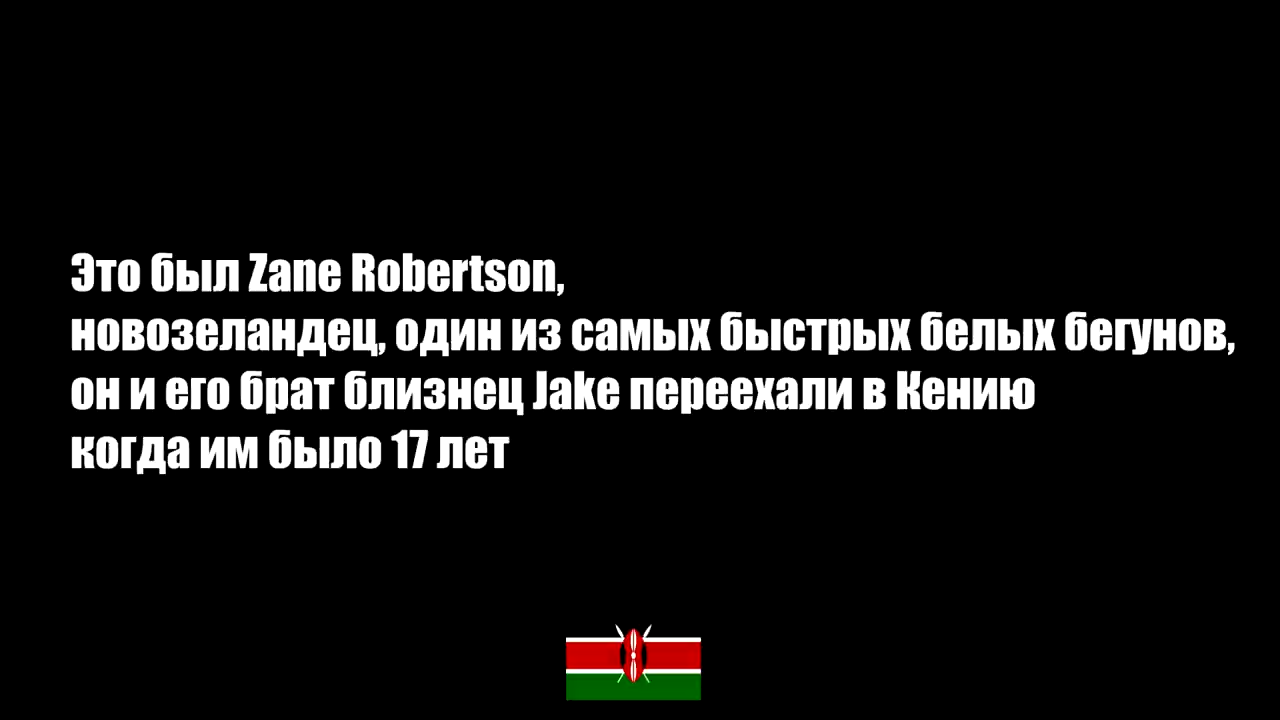 Это был Zane Robertson,
новозеландец, один из самых быстрых белых бегунов,
он и его брат близнец Jake переехали в Кению
когда им было 17 лет